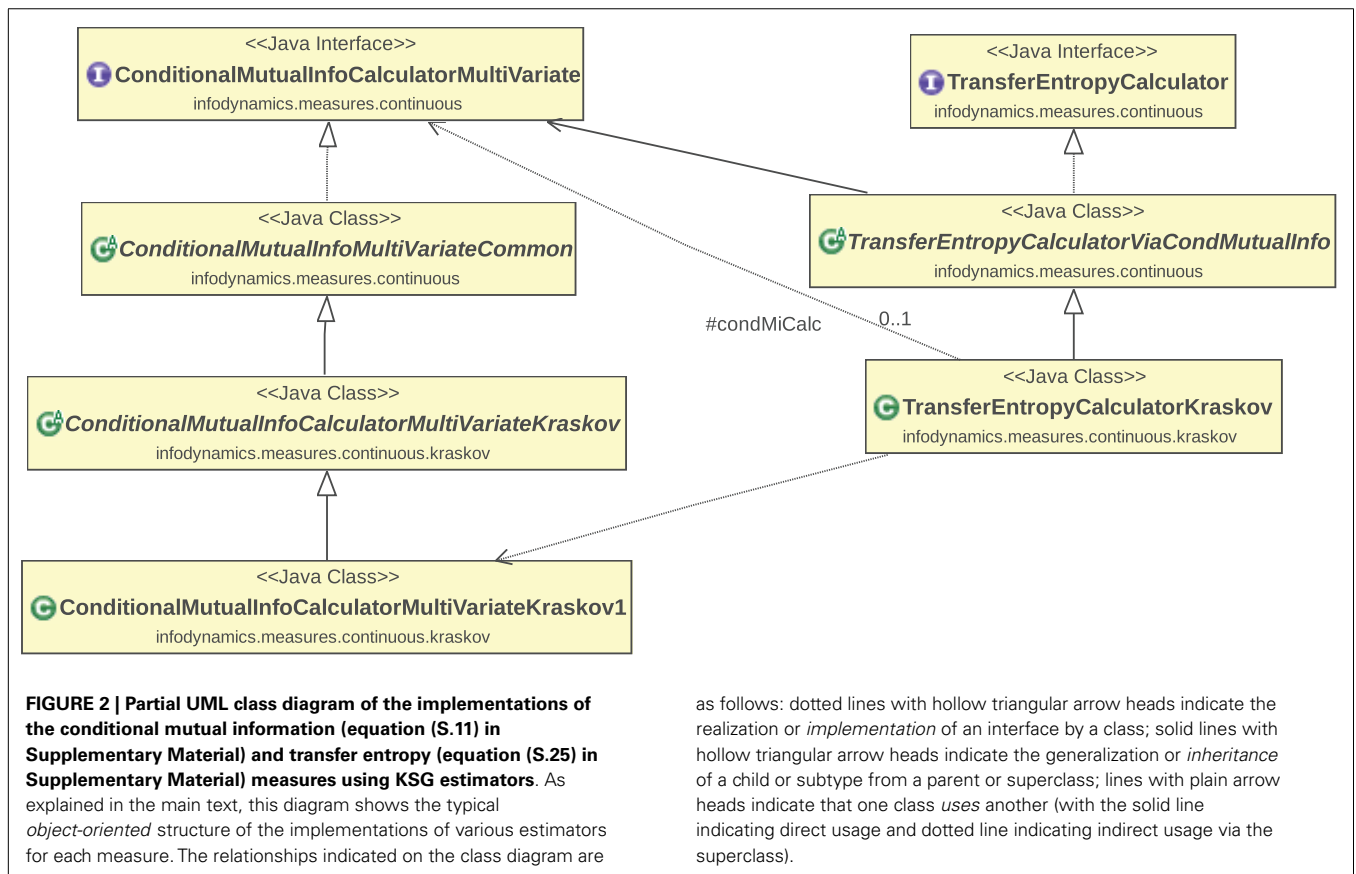 <<Java Interface>>
ConditionalMutualInfoCalculatorMultiVariate
infodynamics.measures.continuous
<<Java Interface>>
TransferEntropyCalculator
infodynamics.measures.continuous
<<Java Class>>
ConditionalMutualInfoMultiVariateCommon
infodynamics.measures.continuous
<<Java Class>>
TransferEntropyCalculatorViaCondMutualInfo
infodynamics.measures.continuous
#condMiCalc
0..1
<<Java Class>>
ConditionalMutualInfoCalculatorMultiVariateKraskov
infodynamics.measures.continuous.kraskov
<<Java Class>>
TransferEntropyCalculatorKraskov
infodynamics.measures.continuous.kraskov
<<Java Class>>
ConditionalMutualInfoCalculatorMultiVariateKraskov1
infodynamics.measures.continuous.kraskov
FIGURE 2 | Partial UML class diagram of the implementations of
the conditional mutual information (equation (S.11) in
Supplementary Material) and transfer entropy (equation (S.25) in
Supplementary Material) measures using KSG estimators. As
explained in the main text, this diagram shows the typical
object-oriented structure of the implementations of various estimators
for each measure. The relationships indicated on the class diagram are
as follows: dotted lines with hollow triangular arrow heads indicate the
realization or implementation of an interface by a class; solid lines with
hollow triangular arrow heads indicate the generalization or inheritance
of a child or subtype from a parent or superclass; lines with plain arrow
heads indicate that one class uses another (with the solid line
indicating direct usage and dotted line indicating indirect usage via the
superclass).